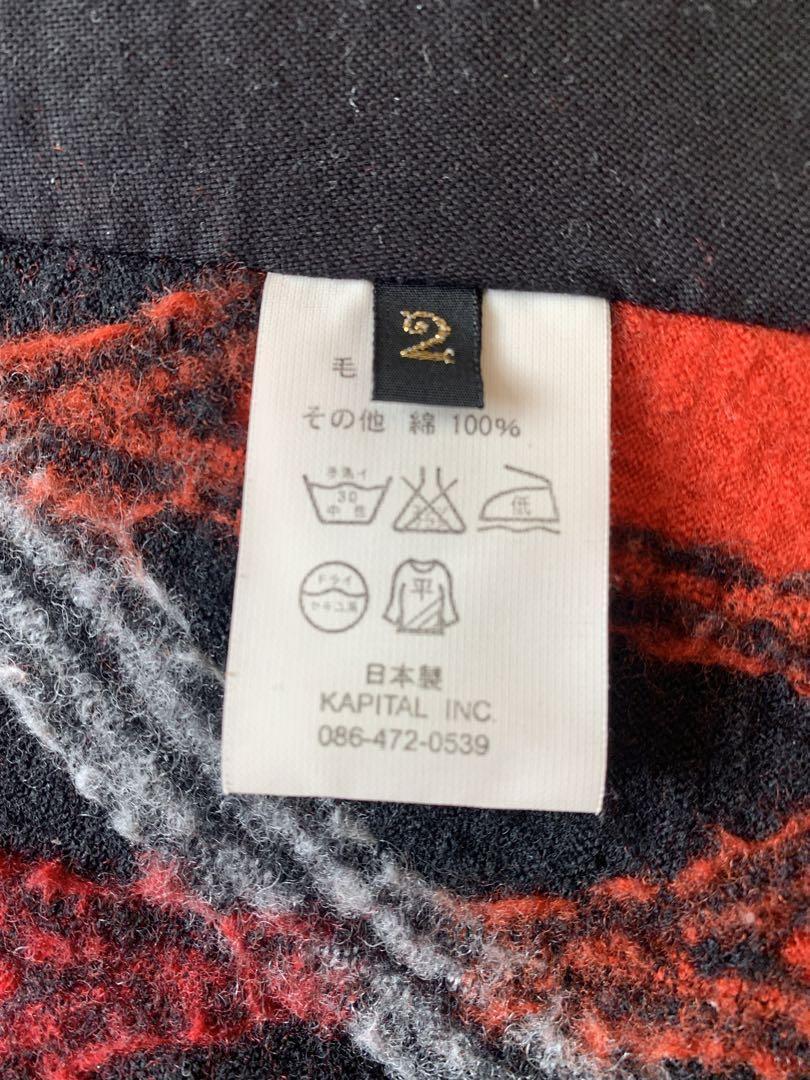 2
毛
その他 綿 100%
手洗イ
30
中性
低
ドライ
セキユ系
平
日本製
KAPITAL INC.
086-472-0539